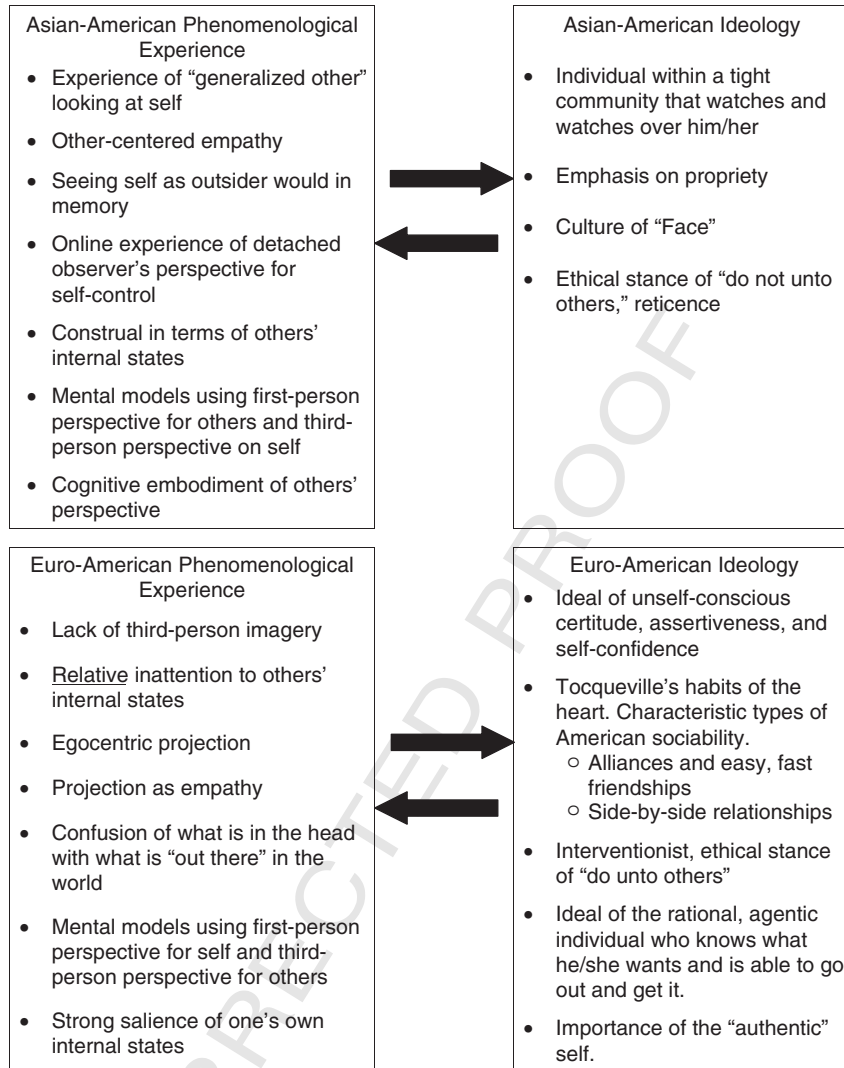 Asian-American Phenomenological
Experience
• Experience of “generalized other”
looking at self
• Other-centered empathy
• Seeing self as outsider would in
memory
• Online experience of detached
observer’s perspective for
self-control
• Construal in terms of others’
internal states
• Mental models using first-person
perspective for others and third-
person perspective on self
• Cognitive embodiment of others’
perspective
Asian-American Ideology
• Individual within a tight
community that watches and
watches over him/her
• Emphasis on propriety
• Culture of “Face”
• Ethical stance of “do not unto
others,” reticence
Euro-American Phenomenological
Experience
• Lack of third-person imagery
• Relative inattention to others’
internal states
• Egocentric projection
• Projection as empathy
• Confusion of what is in the head
with what is “out there” in the
world
• Mental models using first-person
perspective for self and third-
person perspective for others
• Strong salience of one’s own
internal states
Euro-American Ideology
• Ideal of unself-conscious
certitude, assertiveness, and
self-confidence
• Tocqueville’s habits of the
heart. Characteristic types of
American sociability.
○ Alliances and easy, fast
friendships
○ Side-by-side relationships
• Interventionist, ethical stance
of “do unto others”
• Ideal of the rational, agentic
individual who knows what
he/she wants and is able to go
out and get it.
• Importance of the “authentic”
self.
RRECTED PROOF